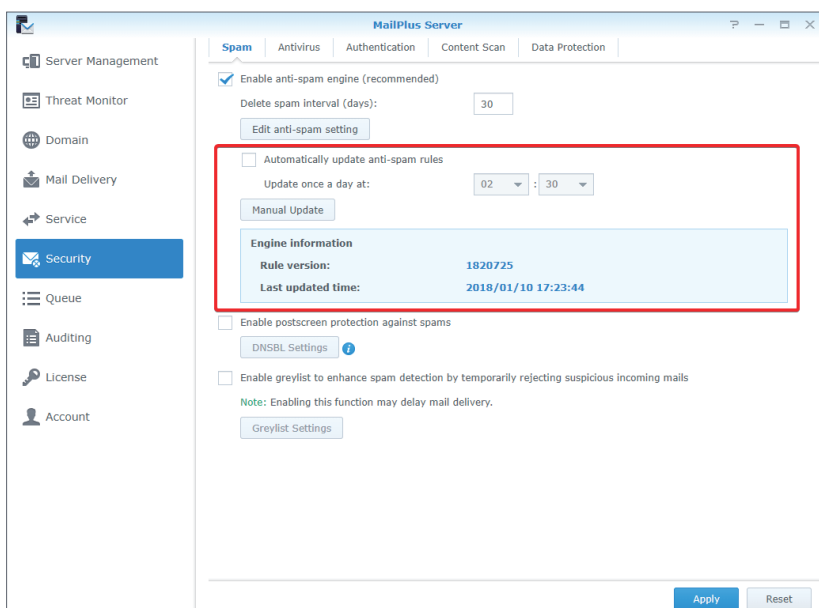 MailPlus Server
Server Management
Threat Monitor
Domain
Mail Delivery
Service
Security
Queue
Auditing
License
Account
Spam Antivirus Authentication Content Scan Data Protection
Enable anti-spam engine (recommended)
Delete spam interval (days): 30
Edit anti-spam setting
Automatically update anti-spam rules
Update once a day at: 02 : 30
Manual Update
Engine information
Rule version: 1820725
Last updated time: 2018/01/10 17:23:44
Enable postscreen protection against spams
DNSBL Settings i
Enable greylist to enhance spam detection by temporarily rejecting suspicious incoming mails
Note: Enabling this function may delay mail delivery.
Greylist Settings
Apply Reset